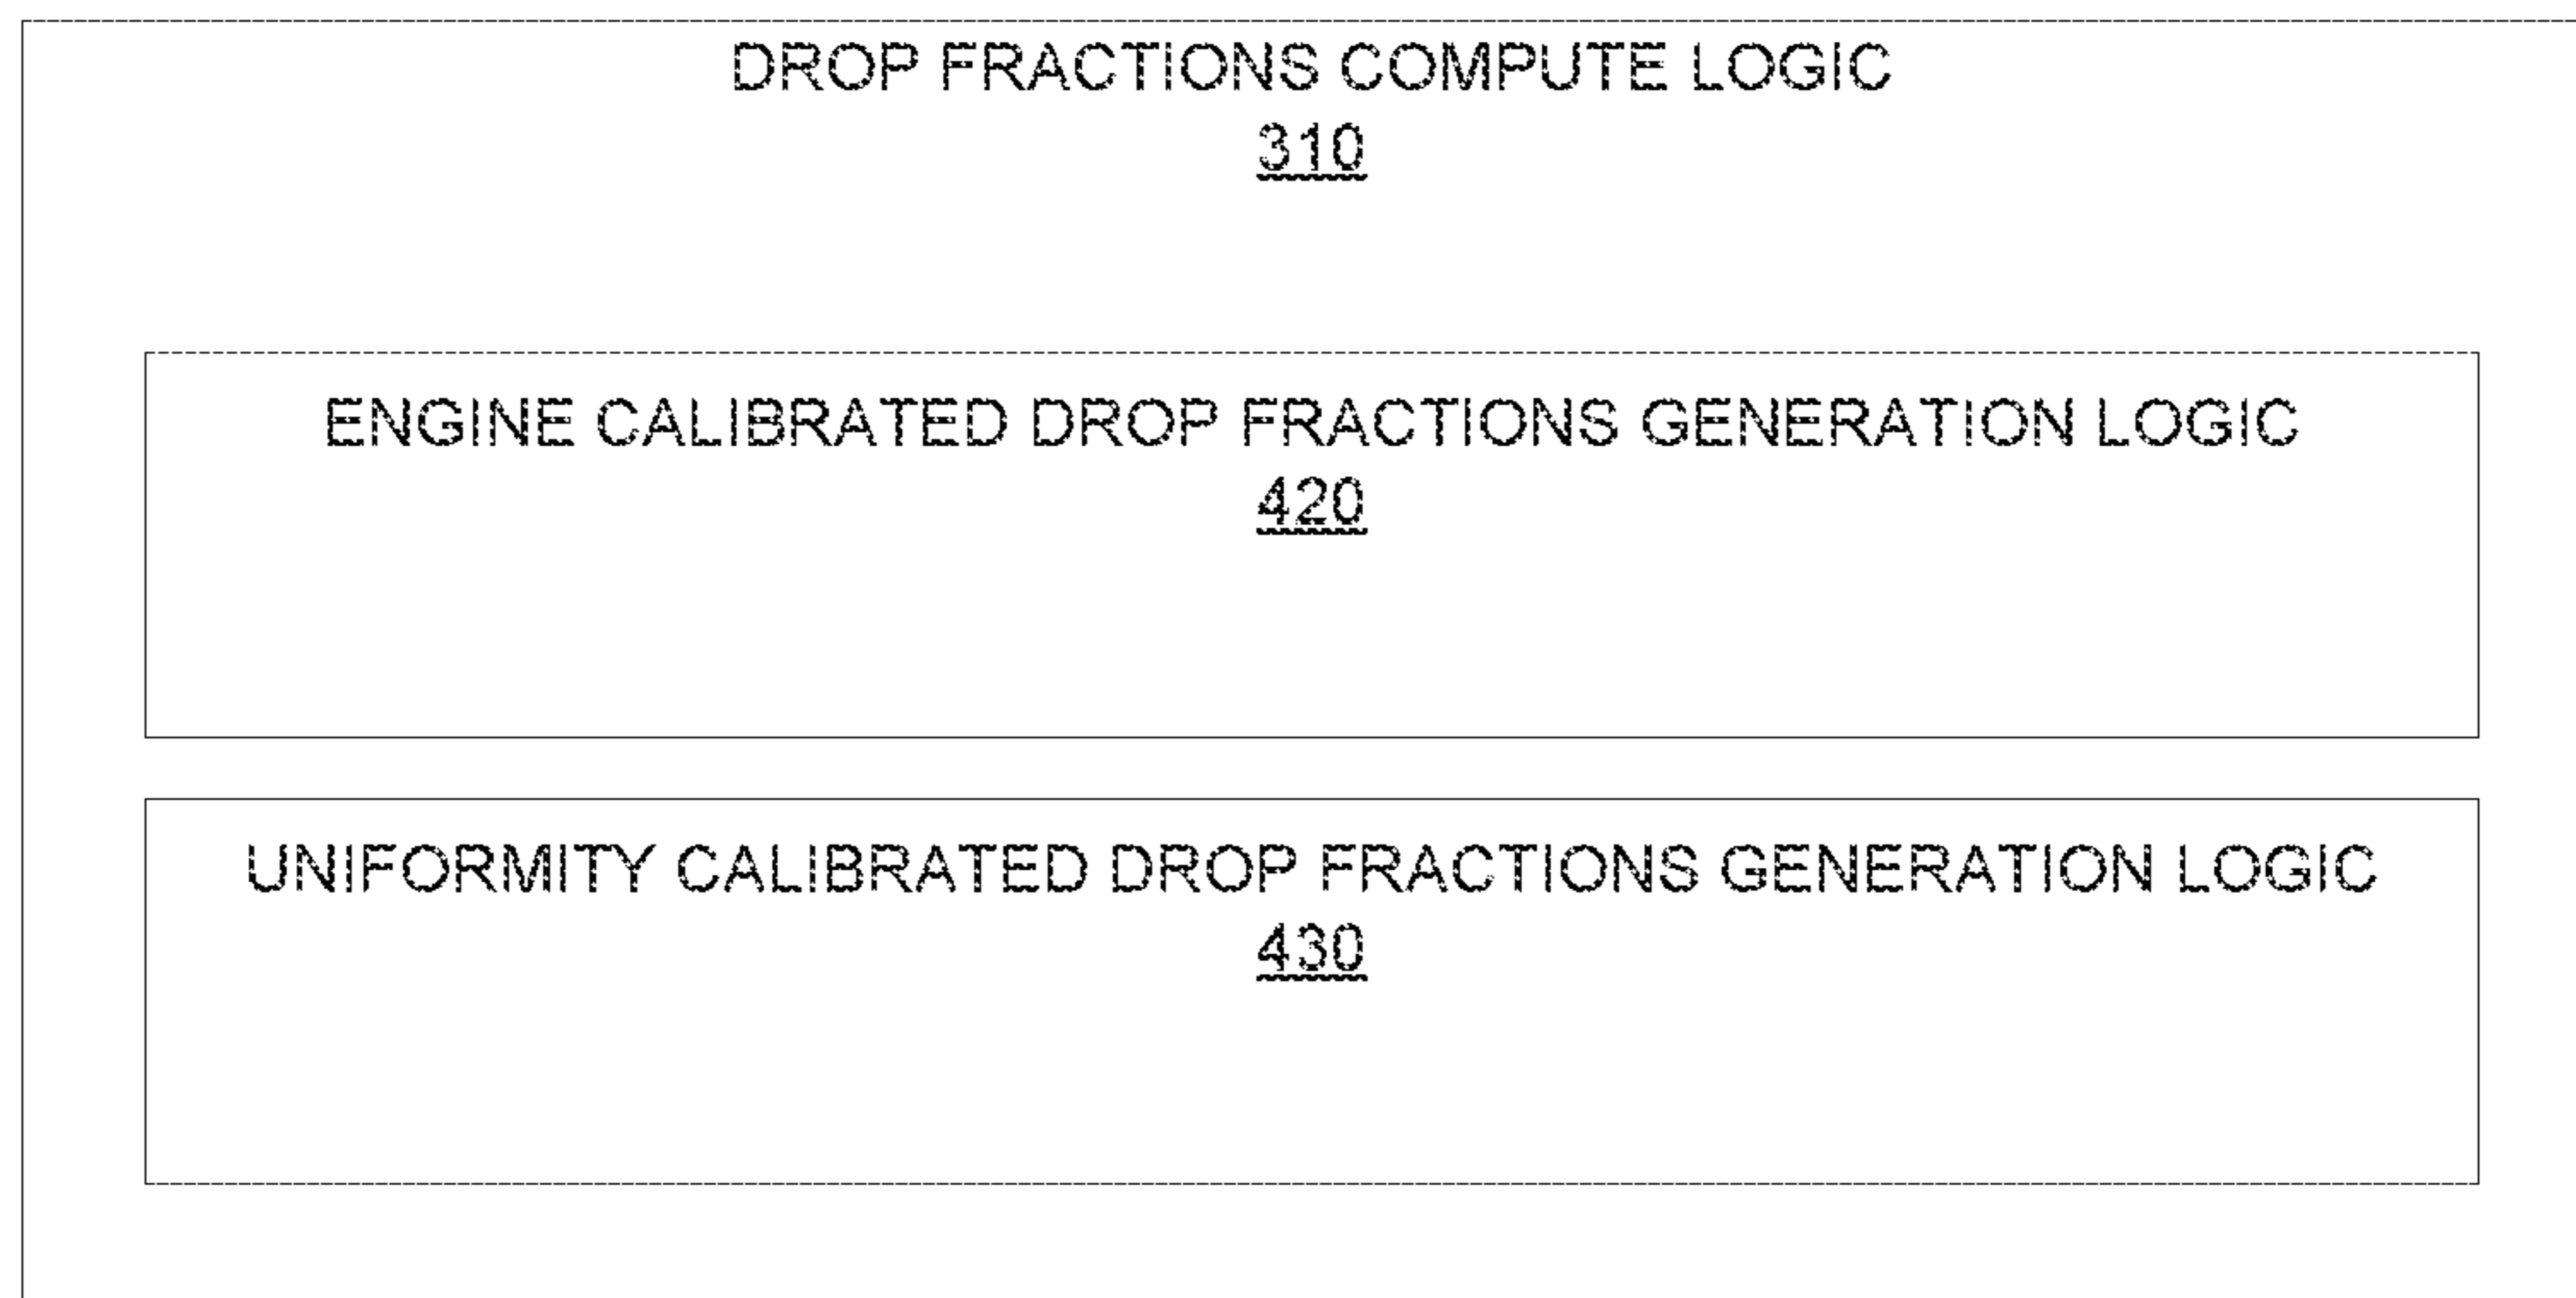 DROP FRACTIONS COMPUTE LOGIC
310
ENGINE CALIBRATED DROP FRACTIONS GENERATION LOGIC
420
UNIFORMITY CALIBRATED DROP FRACTIONS GENERATION LOGIC
430